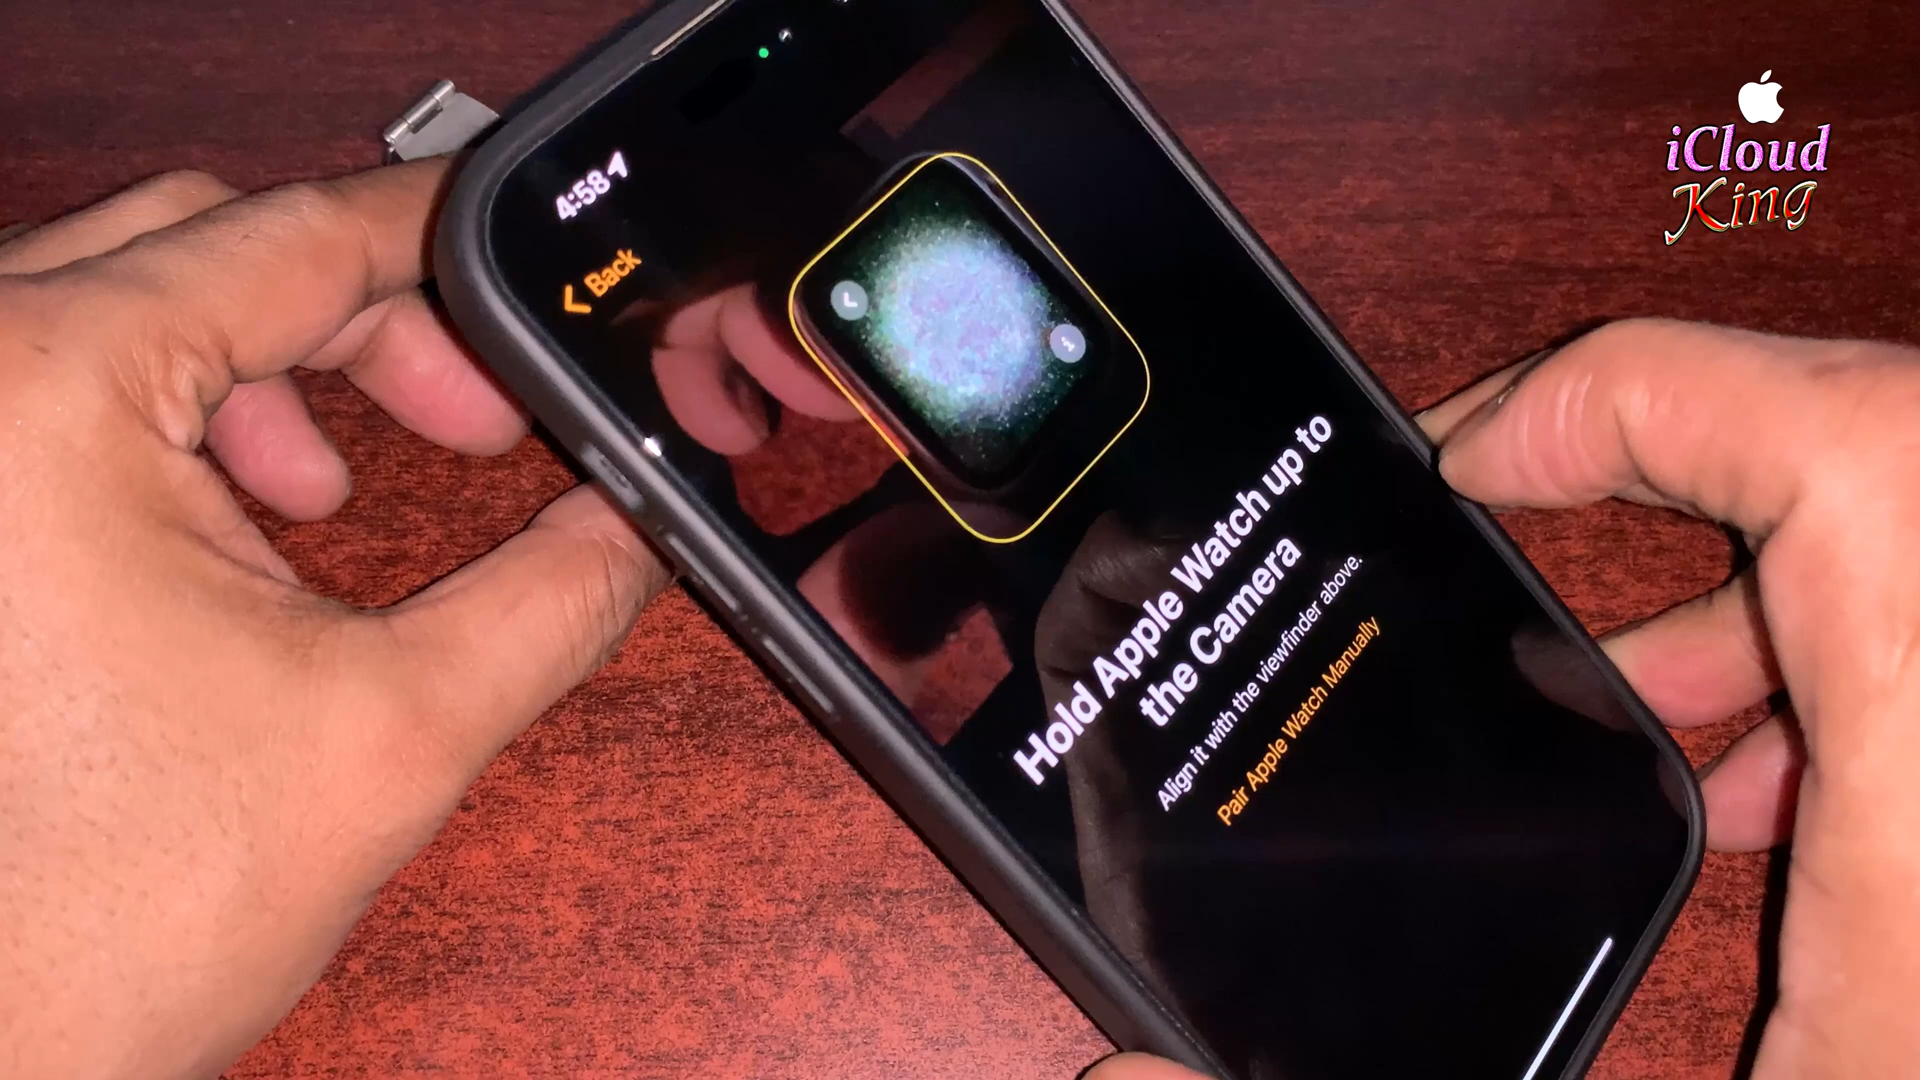 4:58
Back
Hold Apple Watch up to
the Camera
Align it with the viewfinder above.
Pair Apple Watch Manually
iCloud
King